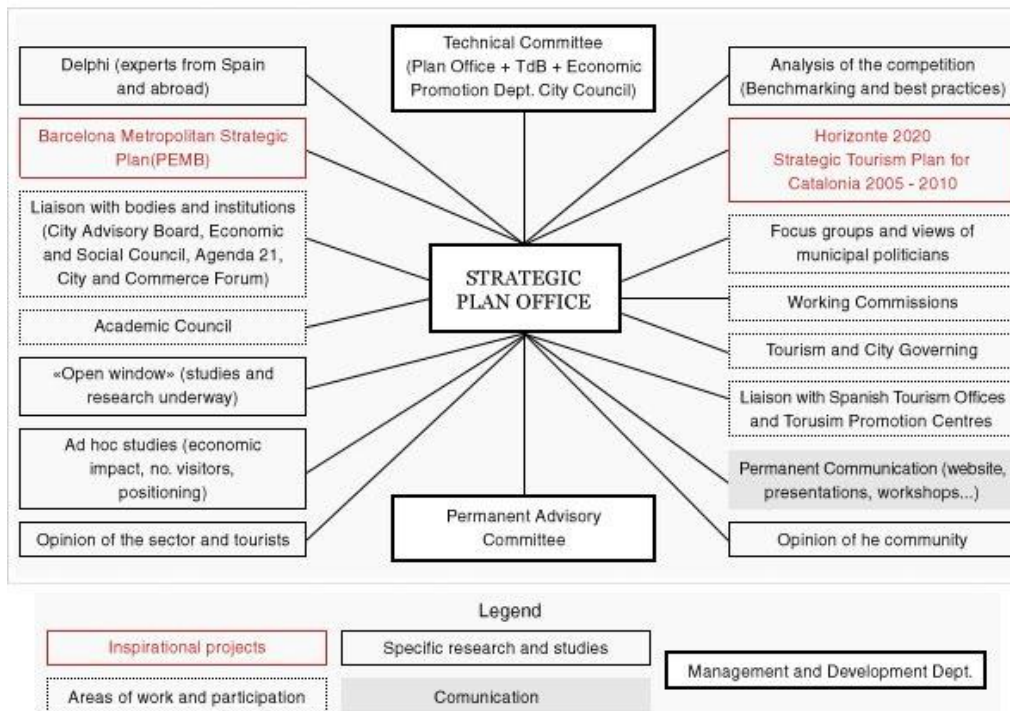 Delphi (experts from Spain
and abroad)
Barcelona Metropolitan Strategic
Plan(PEMB)
Liaison with bodies and institutions
(City Advisory Board, Economic
and Social Council, Agenda 21,
City and Commerce Forum)
Academic Council
«Open window» (studies and
research underway)
Ad hoc studies (economic
impact, no. visitors,
positioning)
Opinion of the sector and tourists
Technical Committee
(Plan Office + TdB + Economic
Promotion Dept. City Council)
STRATEGIC
PLAN OFFICE
Permanent Advisory
Committee
Analysis of the competition
(Benchmarking and best practices)
Horizonte 2020
Strategic Tourism Plan for
Catalonia 2005 - 2010
Focus groups and views of
municipal politicians
Working Commissions
Tourism and City Governing
Liaison with Spanish Tourism Offices
and Torusim Promotion Centres
Permanent Communication (website,
presentations, workshops...)
Opinion of he community
Legend
Inspirational projects
Specific research and studies
Management and Development Dept.
Areas of work and participation
Comunication